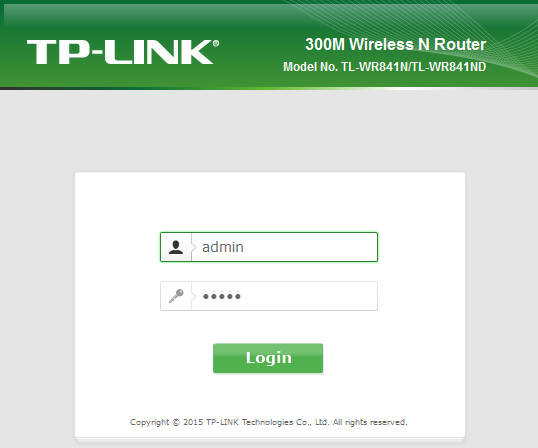 TP-LINK®
300M Wireless N Router
Model No. TL-WR841N/TL-WR841ND
admin
•••••
Login
Copyright © 2015 TP-LINK Technologies Co., Ltd. All rights reserved.